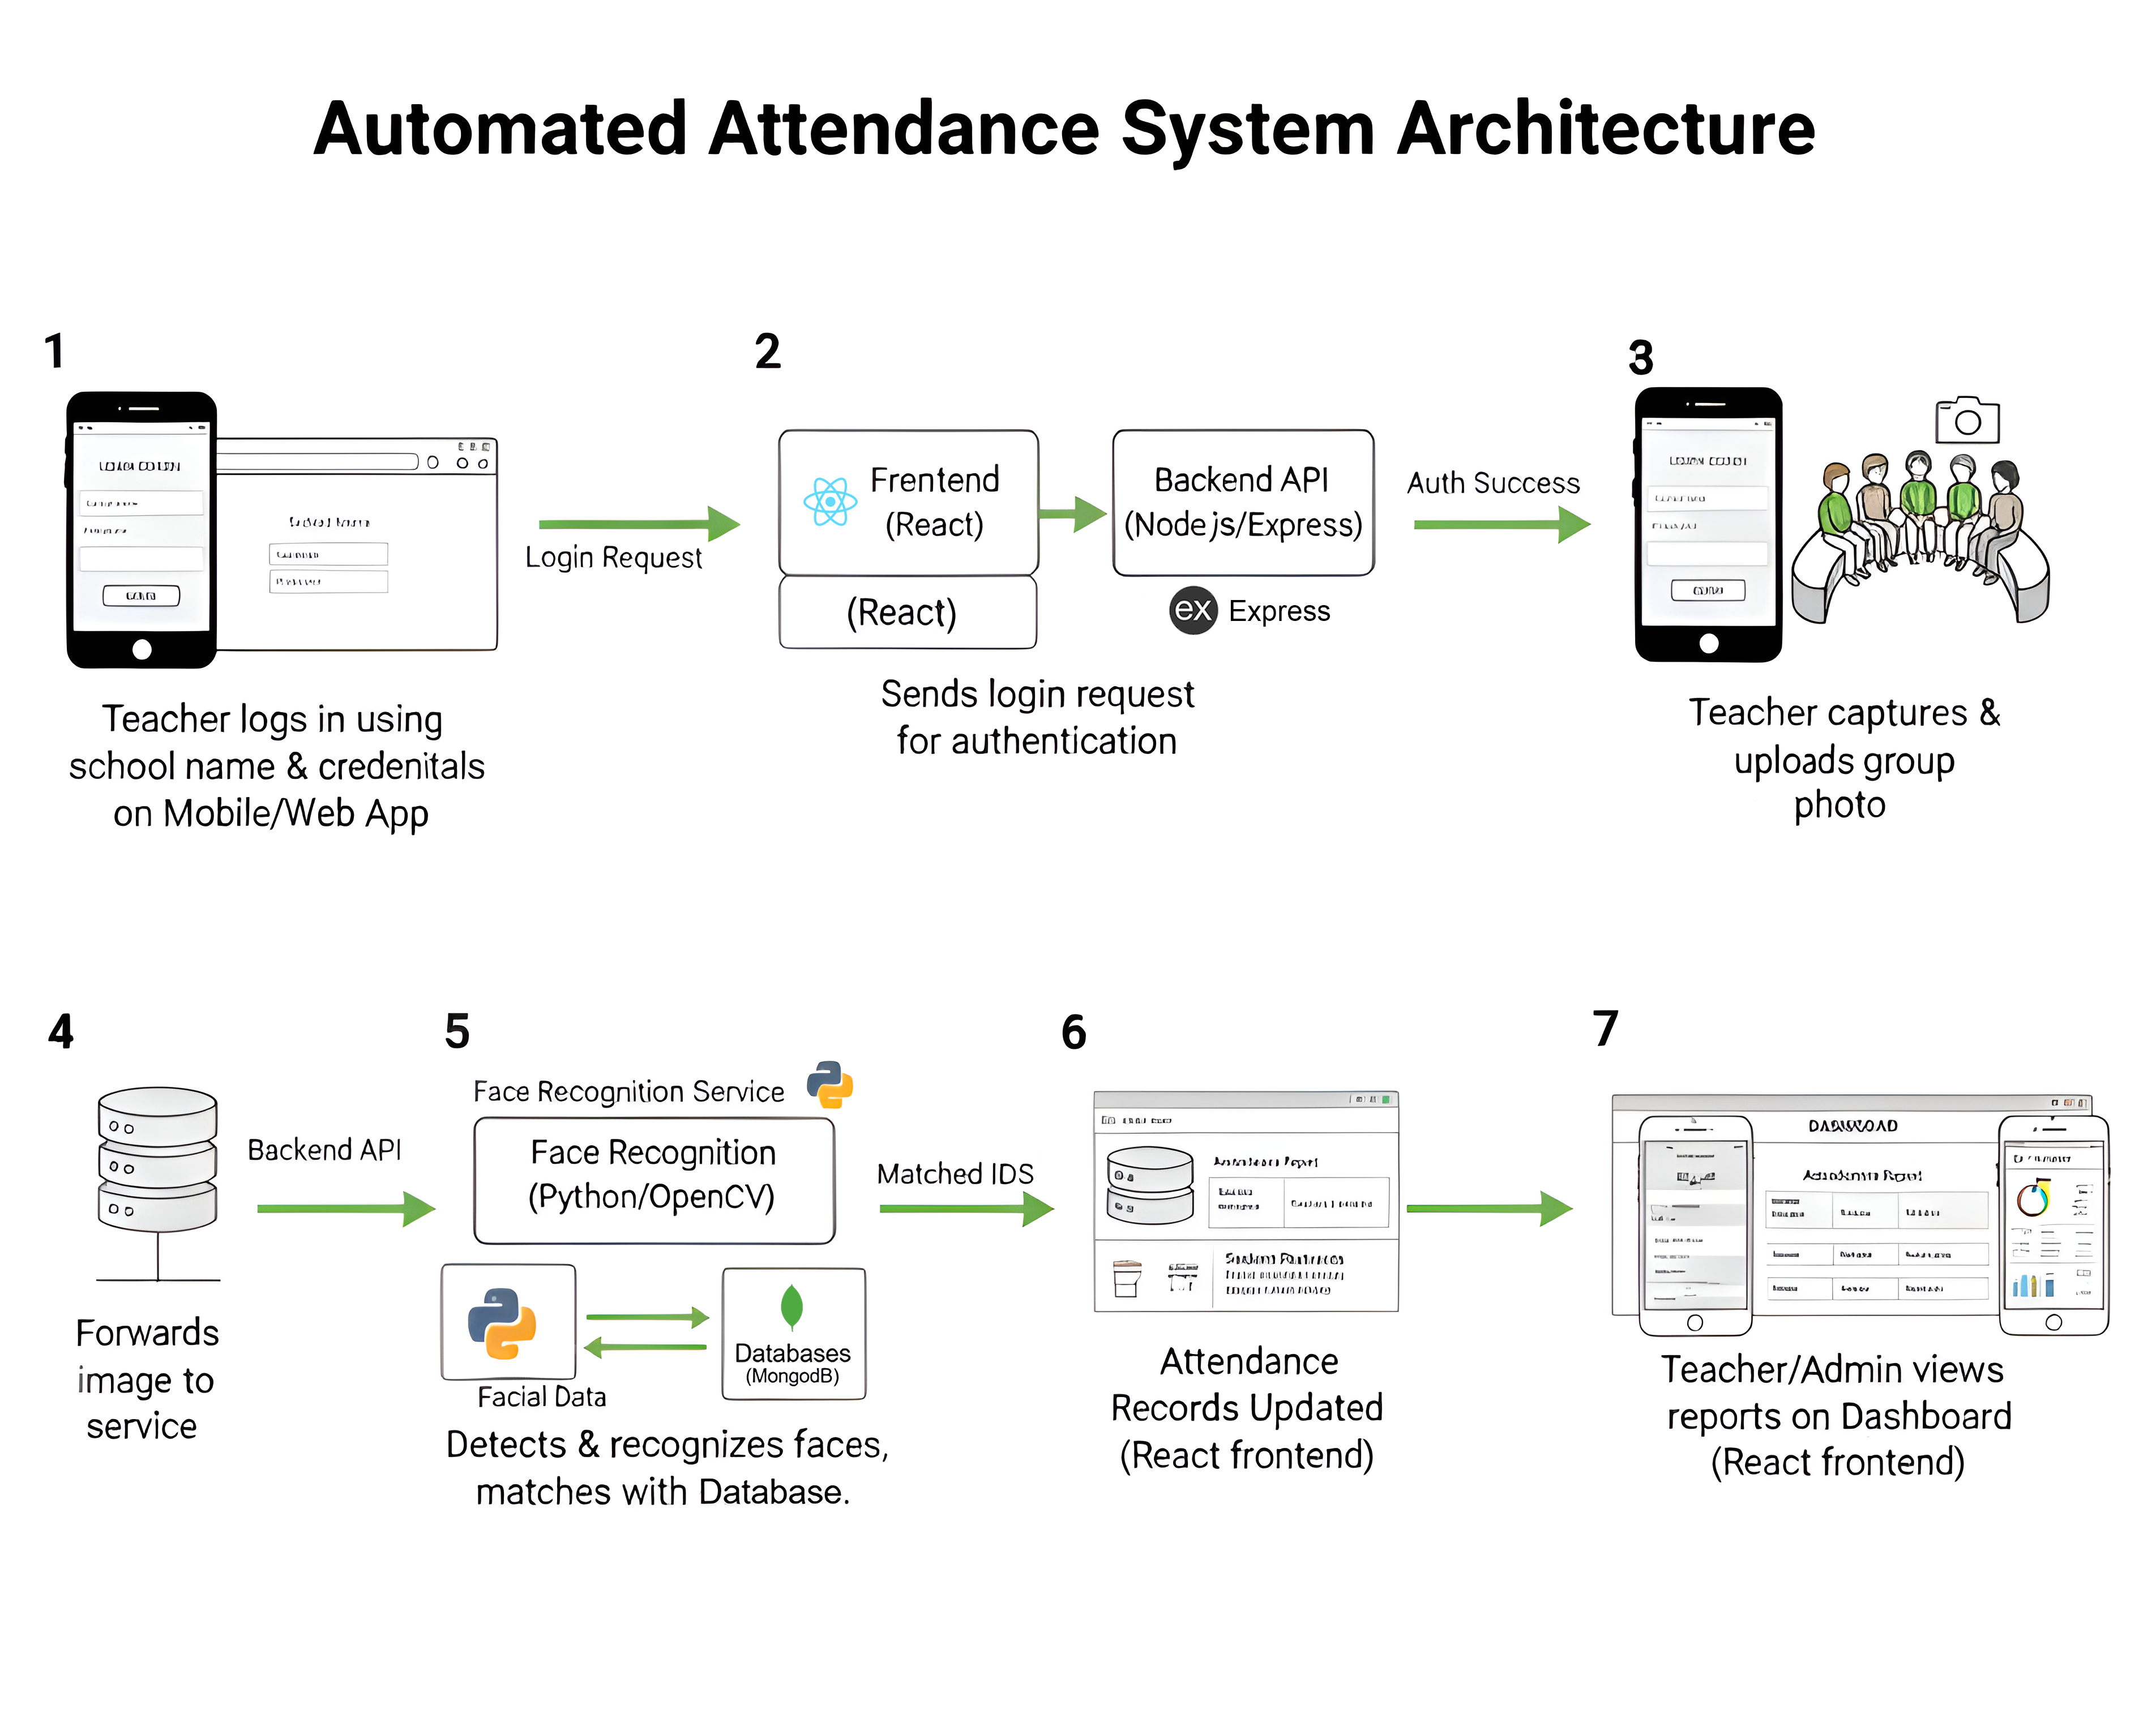 Automated Attendance System Architecture
1
Teacher logs in using
school name & credenitals
on Mobile/Web App
Login Request
2
Frentend
(React)
(React)
Backend API
(Node js/Express)
ex Express
Sends login request
for authentication
Auth Success
3
Teacher captures &
uploads group
photo
4
Forwards
image to
service
Backend API
5
Face Recognition Service
Face Recognition
(Python/OpenCV)
Databases
(MongodB)
Facial Data
Detects & recognizes faces,
matches with Database.
Matched IDS
6
Attendance
Records Updated
(React frontend)
7
Teacher/Admin views
reports on Dashboard
(React frontend)